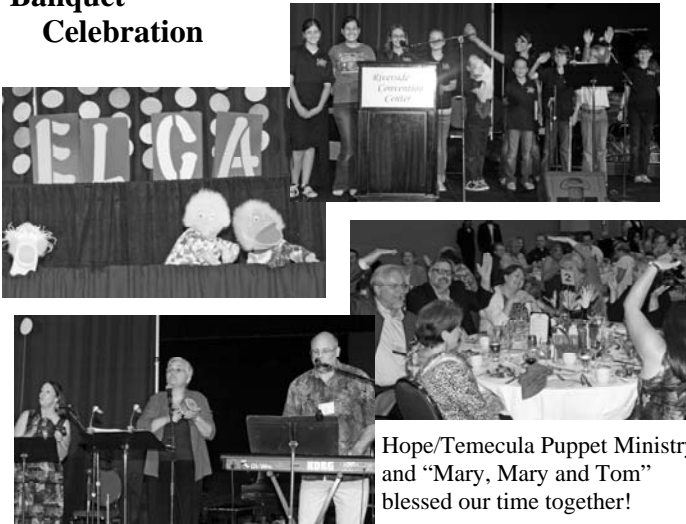 Banquet
Celebration
ELCA
Riverside
Convention
Center
2
KORG
Hope/Temecula Puppet Ministry
and “Mary, Mary and Tom”
blessed our time together!